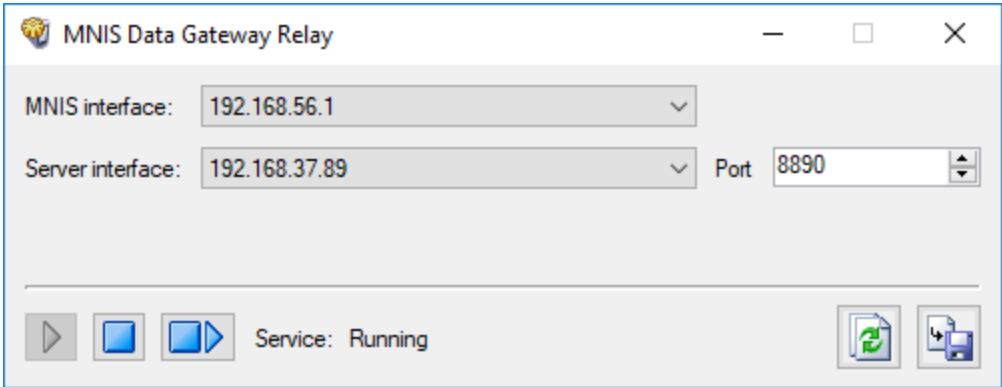 MNIS Data Gateway Relay
MNIS interface: 192.168.56.1
Server interface: 192.168.37.89 Port 8890
Service: Running